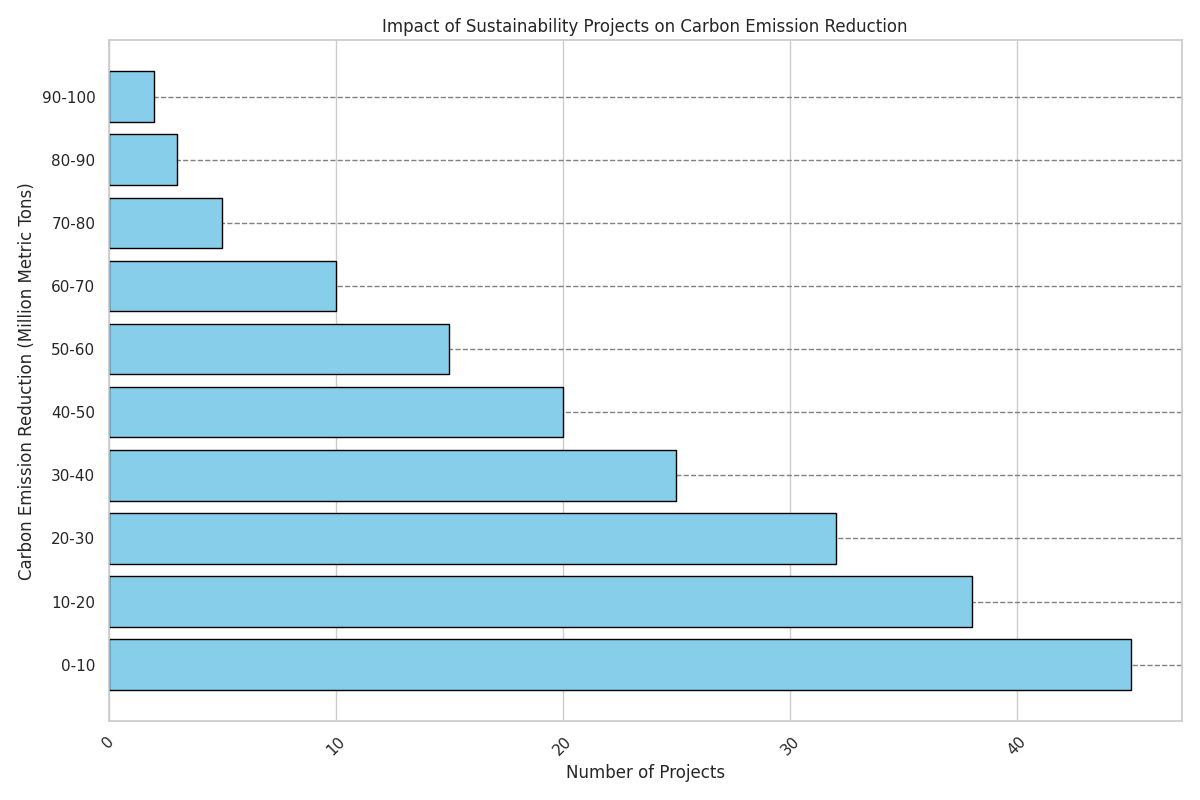 Impact of Sustainability Projects on Carbon Emission Reduction
Carbon Emission Reduction (Million Metric Tons)
90-100
80-90
70-80
60-70
50-60
40-50
30-40
20-30
10-20
0-10
0 10 20 30 40
Number of Projects